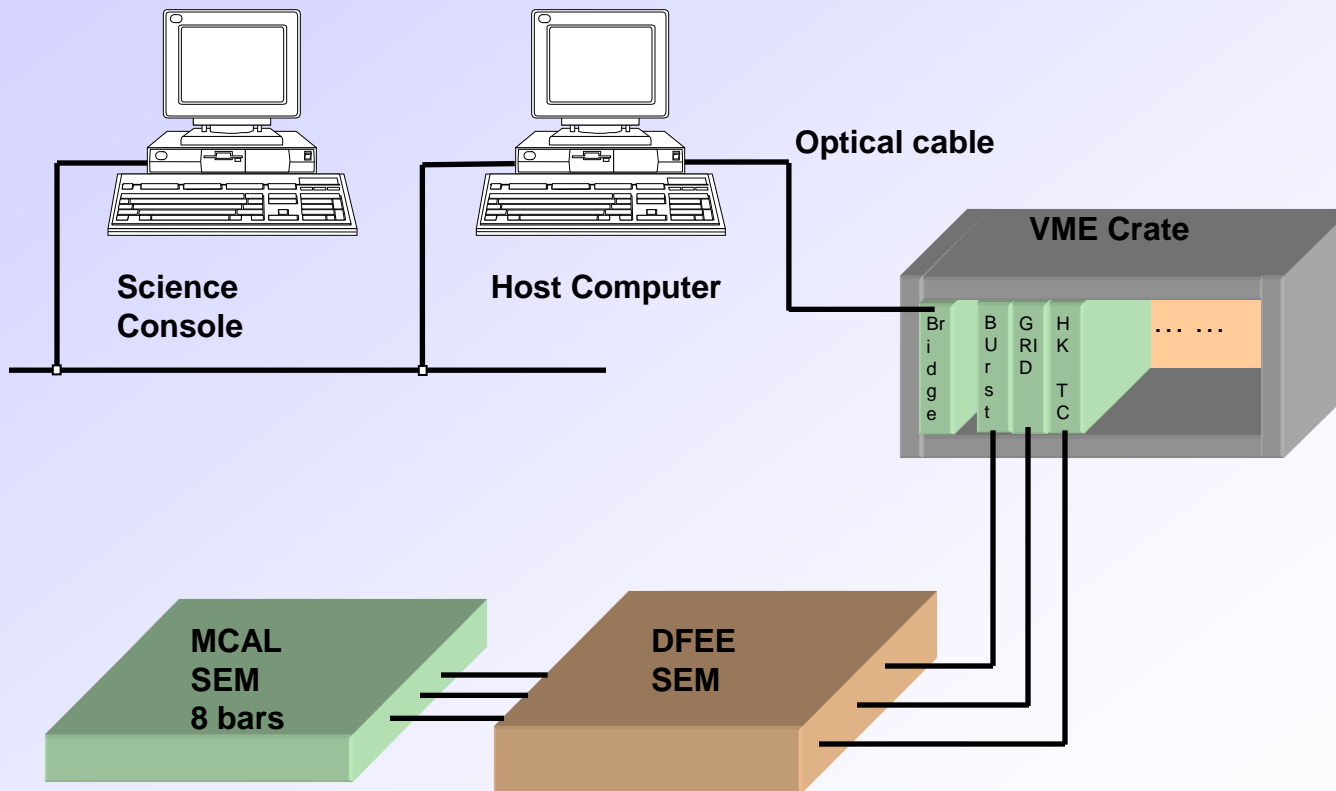 Optical cable
VME Crate
Science
Console
Host Computer
Br
i
d
g
e
B
U
r
s
t
G
RI
D
H
K
T
C
... ...
MCAL
SEM
8 bars
DFEE
SEM